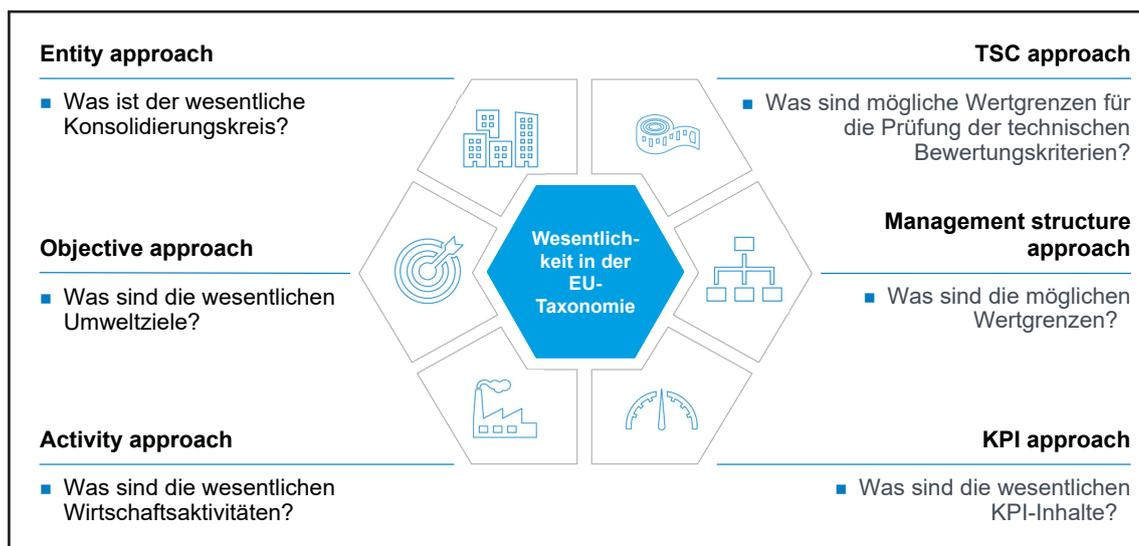 Entity approach
■ Was ist der wesentliche
Konsolidierungskreis?
Objective approach
■ Was sind die wesentlichen
Umweltziele?
Activity approach
■ Was sind die wesentlichen
Wirtschaftsaktivitäten?
Wesentlich-
keit in der
EU-
Taxonomie
TSC approach
■ Was sind mögliche Wertgrenzen für
die Prüfung der technischen
Bewertungskriterien?
Management structure
approach
■ Was sind die möglichen
Wertgrenzen?
KPI approach
■ Was sind die wesentlichen
KPI-Inhalte?